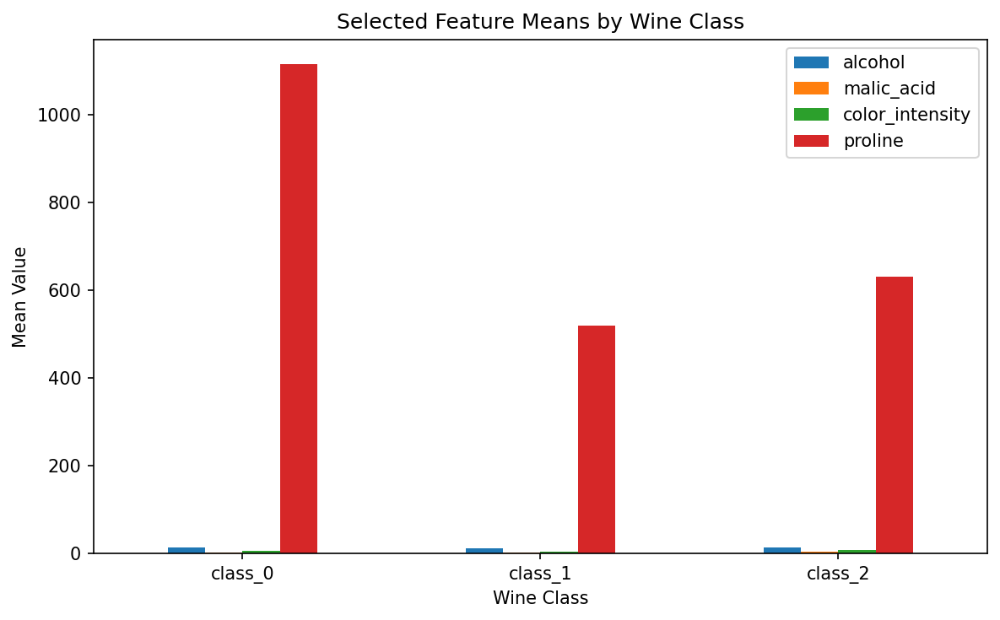 Selected Feature Means by Wine Class
alcohol
malic_acid
color_intensity
proline
Mean Value
1000
800
600
400
200
0
class_0
class_1
class_2
Wine Class